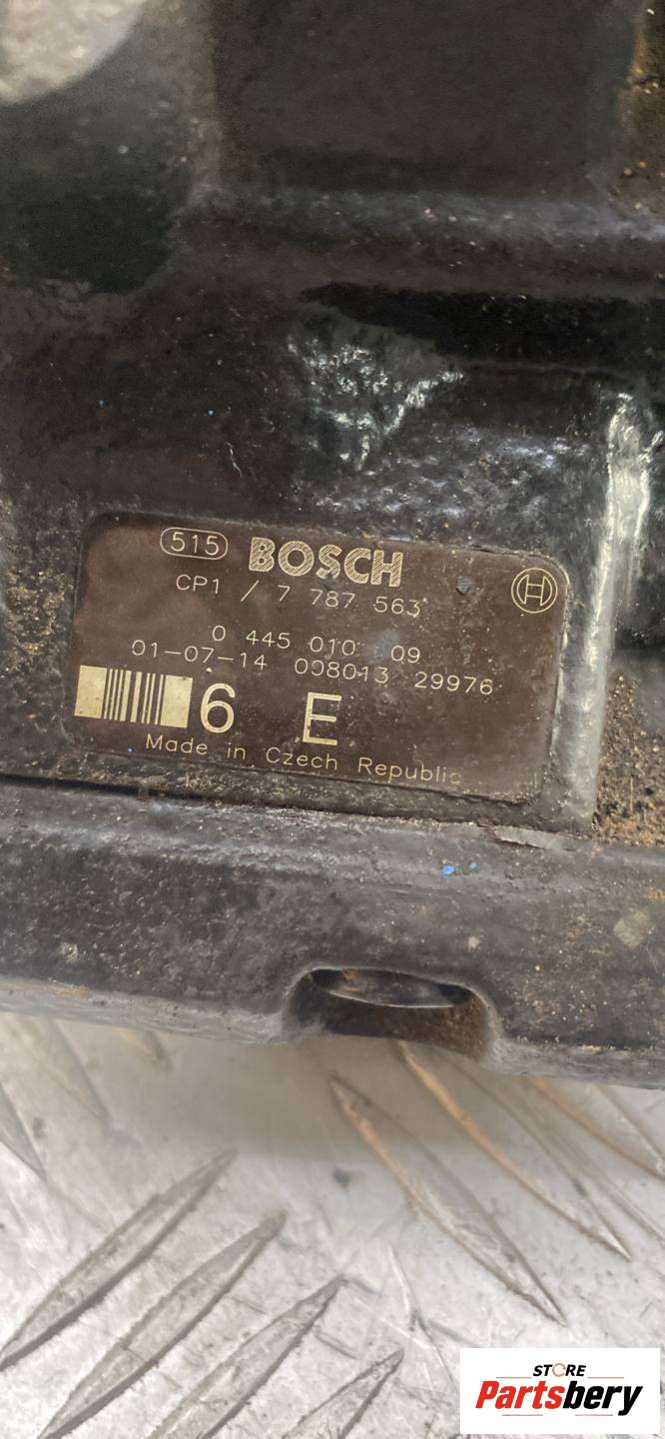 515 BOSCH
CP1 / 7 787 563
0 445 010 09
01-07-14 008013 29976
6 E
Made in Czech Republic
STORE
Partsbery